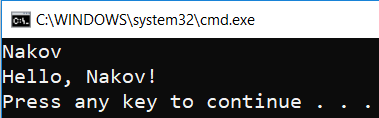 C:\WINDOWS\system32\cmd.exe
Nakov
Hello, Nakov!
Press any key to continue . . .